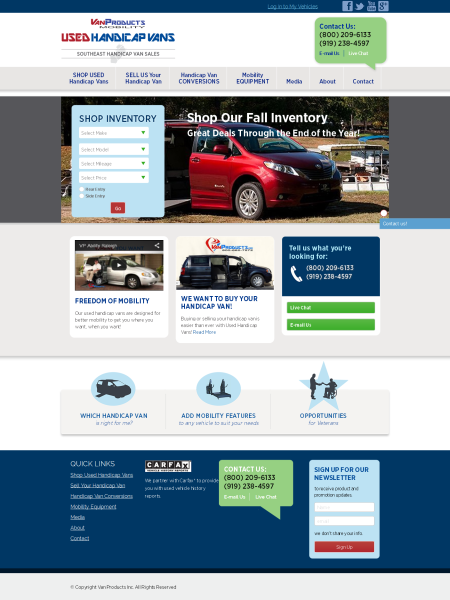 Log in to My Vehicles
VanProducts
MOBILITY
USED HANDICAP VANS
SOUTHEAST HANDICAP VAN SALES
Contact Us:
(800) 209-6133
(919) 238-4597
E-mail Us
Live Chat
SHOP USED
Handicap Vans
SELL US Your
Handicap Van
Handicap Van
CONVERSIONS
Mobility
EQUIPMENT
Media
About
Contact
SHOP INVENTORY
Select Make
Select Model
Select Mileage
Select Price
Rear Entry
Side Entry
GO
Shop Our Fall Inventory
Great Deals Through the End of the Year!
Contact us!
FREEDOM OF MOBILITY
Our used handicap vans are designed for
better mobility to get you where you
want, when you want!
VanProducts
WE WANT TO BUY YOUR
HANDICAP VAN!
Buying or selling your handicap van is
easier than ever with Used Handicap
Vans! Read More
Tell us what you're
looking for:
(800) 209-6133
(919) 238-4597
Live Chat
E-mail Us
WHICH HANDICAP VAN
is right for me?
ADD MOBILITY FEATURES
to any vehicle to suit your needs
OPPORTUNITIES
for Veterans
QUICK LINKS
Shop Used Handicap Vans
Sell Your Handicap Van
Handicap Van Conversions
Mobility Equipment
Media
About
Contact
CARFAX
VEHICLE HISTORY REPORTS
We partner with Carfax® to provide
you with used vehicle history
reports.
CONTACT US:
(800) 209-6133
(919) 238-4597
E-mail Us
Live Chat
SIGN UP FOR OUR
NEWSLETTER
to receive product and
promotion updates.
we don't share your info.
Sign Up
© Copyright Van Products Inc. All Rights Reserved